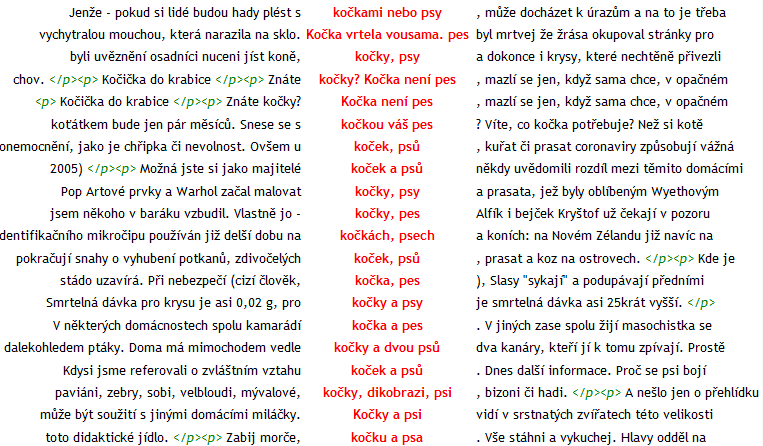 Jenže - pokud si lidé budou hady plést s kočkami nebo psy , může docházet k úrazům a na to je třeba
vychytralou mouchou, která narazila na sklo. Kočka vrtela vousama. pes byl mrtvej že žrása okupoval stránky pro
byli uvěznění osadníci nuceni jíst koně, kočky, psy a dokonce i krysy, které nechtěně přivezli
chov. </p><p> Kočička do krabice </p><p> Znáte kočky? Kočka není pes , mazlí se jen, když sama chce, v opačném
<p> Kočička do krabice </p><p> Znáte kočky? Kočka není pes , mazlí se jen, když sama chce, v opačném
koťátkem bude jen pár měsíců. Snese se s kočkou váš pes ? Víte, co kočka potřebuje? Než si kotě
onemocnění, jako je chřipka či nevolnost. Ovšem u koček, psů , kuřat či prasat coronaviry způsobují vážná
2005) </p><p> Možná jste si jako majitelé koček a psů někdy uvědomili rozdíl mezi těmito domácími
Pop Artové prvky a Warhol začal malovat kočky, psy a prasata, jež byly oblíbeným Wyethovým
jsem někoho v baráku vzbudil. Vlastně jo - kočky, pes Alfík i bejček Kryštof už čekají v pozoru
dentifikačního mikročipu používán již delší dobu na kočkách, psech a koních: na Novém Zélandu již navíc na
pokračují snahy o vyhubení potkanů, zdivočelých koček, psů , prasat a koz na ostrovech. </p><p> Kde je
stádo uzavírá. Při nebezpečí (cizí člověk, kočka, pes ), Slasy "sykají" a podupávají předními
Smrtelná dávka pro krysu je asi 0,02 g, pro kočky a psy je smrtelná dávka asi 25krát vyšší. </p>
V některých domácnostech spolu kamarádí kočka a pes . V jiných zase spolu žijí masochistka se
dalekohledem ptáky. Doma má mimochodem vedle kočky a dvou psů dva kanáry, kteří jí k tomu zpívají. Prostě
Kdysi jsme referovali o zvláštním vztahu koček a psů . Dnes další informace. Proč se psi bojí
paviáni, zebry, sobi, velbloudi, mývalové, kočky, dikobrazi, psi , bizoni či hadi. </p><p> A nešlo jen o přehlídku
může být soužití s jinými domácími miláčky. Kočky a psi vidí v srstnatých zvířatech této velikosti
toto didaktické jídlo. </p><p> Zabij morče, kočku a psa . Vše stáhni a vykuchej. Hlavy odděl na